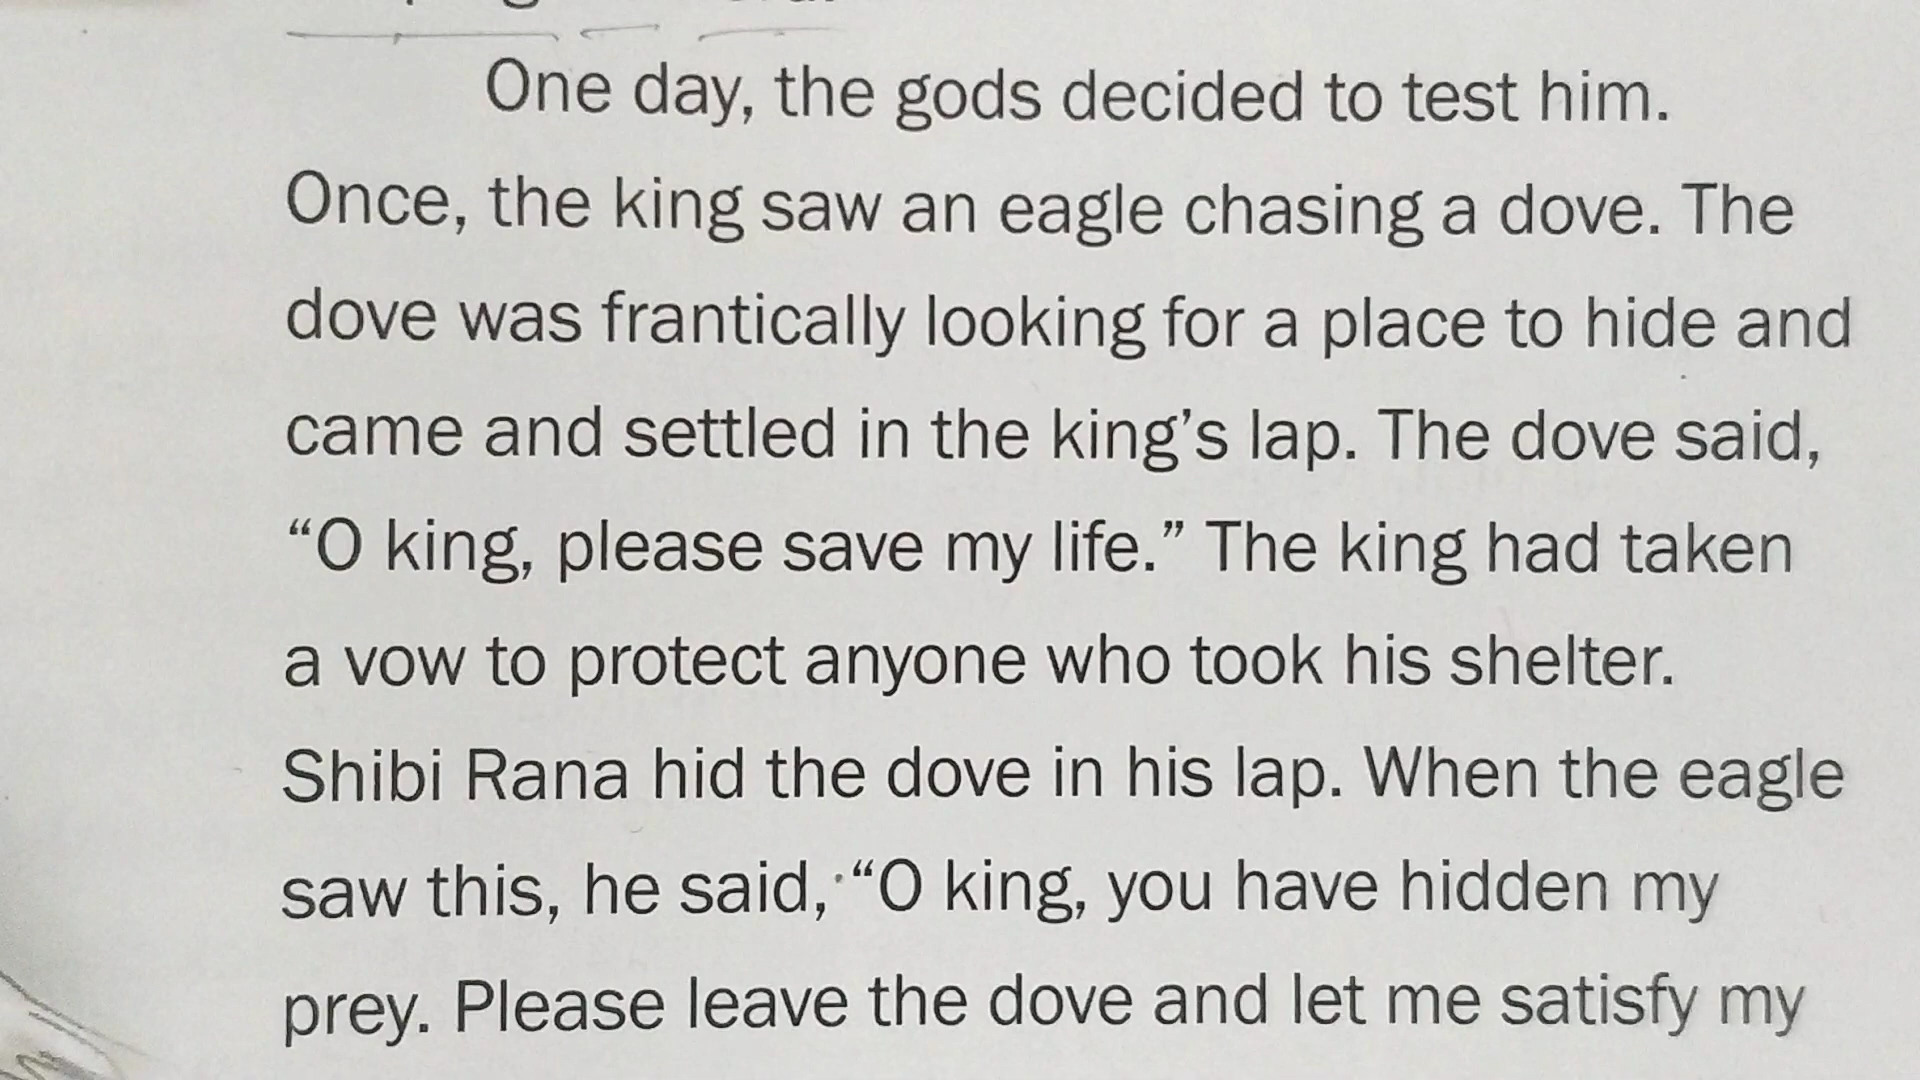 One day, the gods decided to test him.
Once, the king saw an eagle chasing a dove. The
dove was frantically looking for a place to hide and
came and settled in the king’s lap. The dove said,
“O king, please save my life.” The king had taken
a vow to protect anyone who took his shelter.
Shibi Rana hid the dove in his lap. When the eagle
saw this, he said, “O king, you have hidden my
prey. Please leave the dove and let me satisfy my